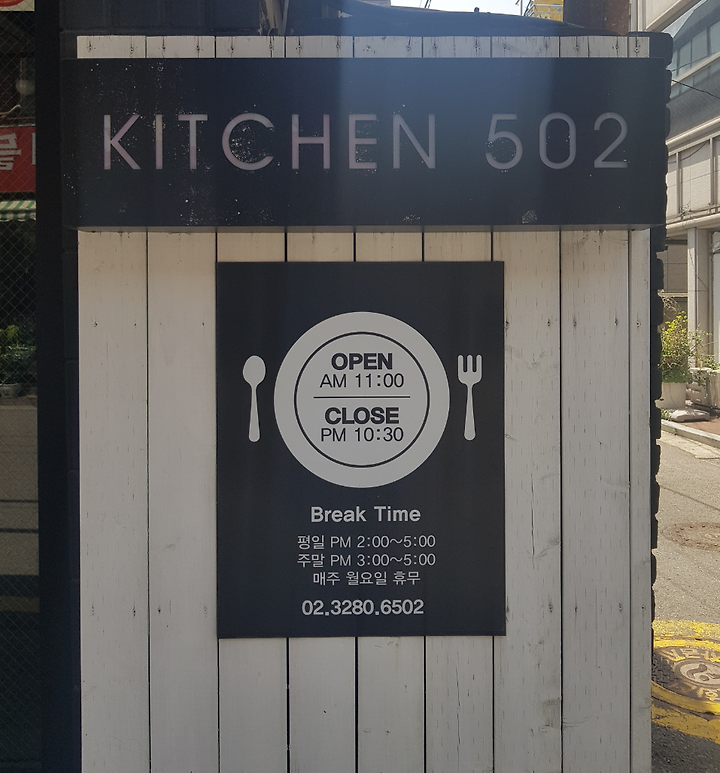 KITCHEN 502
OPEN
AM 11:00
CLOSE
PM 10:30
Break Time
평일 PM 2:00~5:00
주말 PM 3:00~5:00
매주 월요일 휴무
02.3280.6502